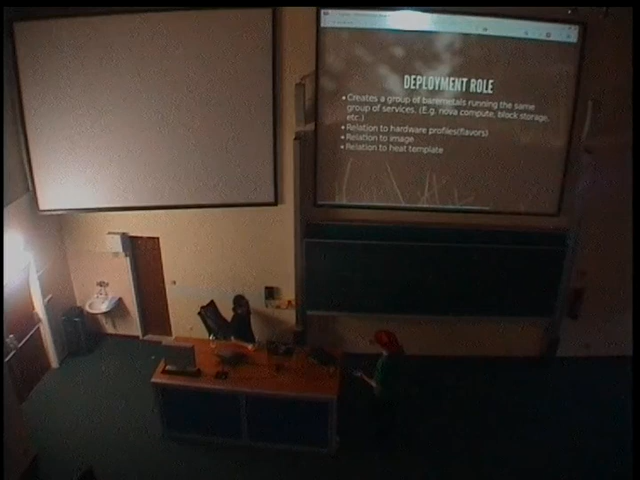 DEPLOYMENT ROLE
• Creates a group of baremetals running the same
group of services. (E.g. nova compute, block storage,
etc.)
• Relation to hardware profiles(flavors)
• Relation to image
• Relation to heat template